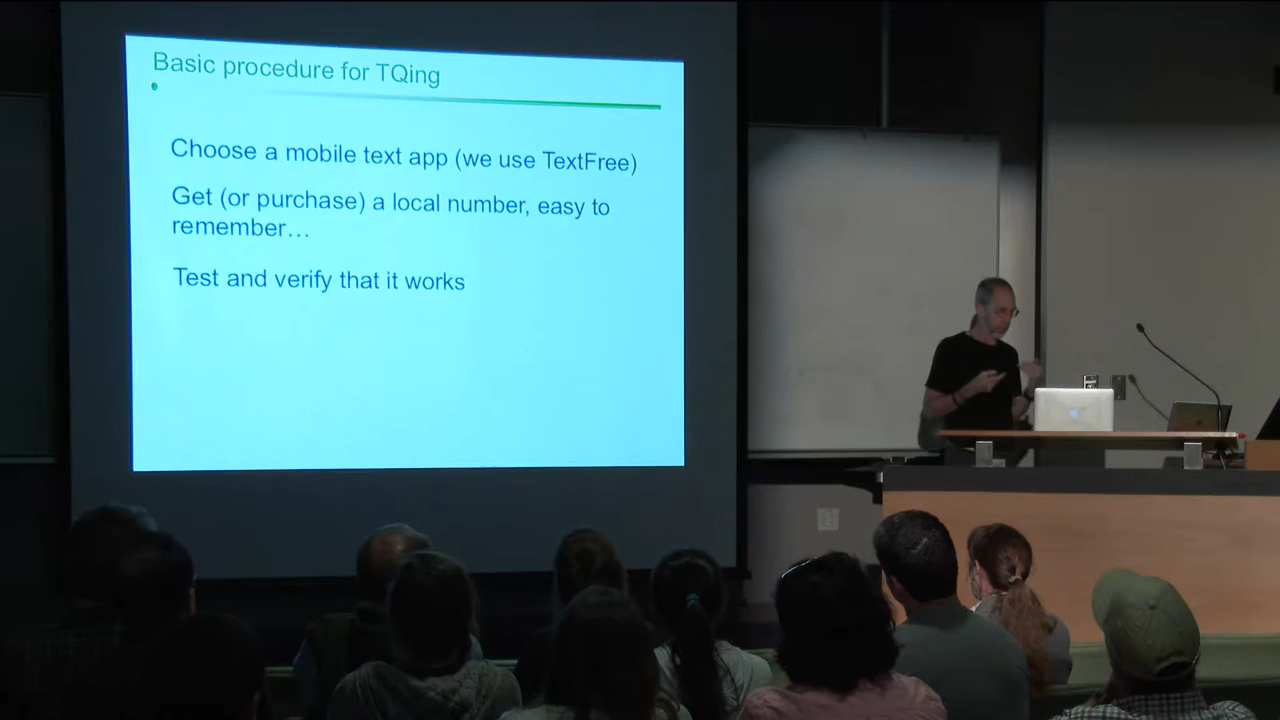 Basic procedure for TQing
Choose a mobile text app (we use TextFree)
Get (or purchase) a local number, easy to
remember…
Test and verify that it works